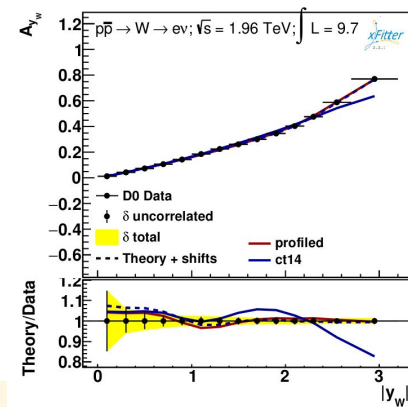 A_{y_w}
pp̅ → W → eν; √s = 1.96 TeV; ∫ L = 9.7
xFitter
1.2
1
0.8
0.6
0.4
0.2
0
−0.2
−0.4
−0.6
D0 Data
δ uncorrelated
δ total
Theory + shifts
profiled
ct14
Theory/Data
1.2
1.1
1
0.9
0.8
0
1
2
3
|y_w|